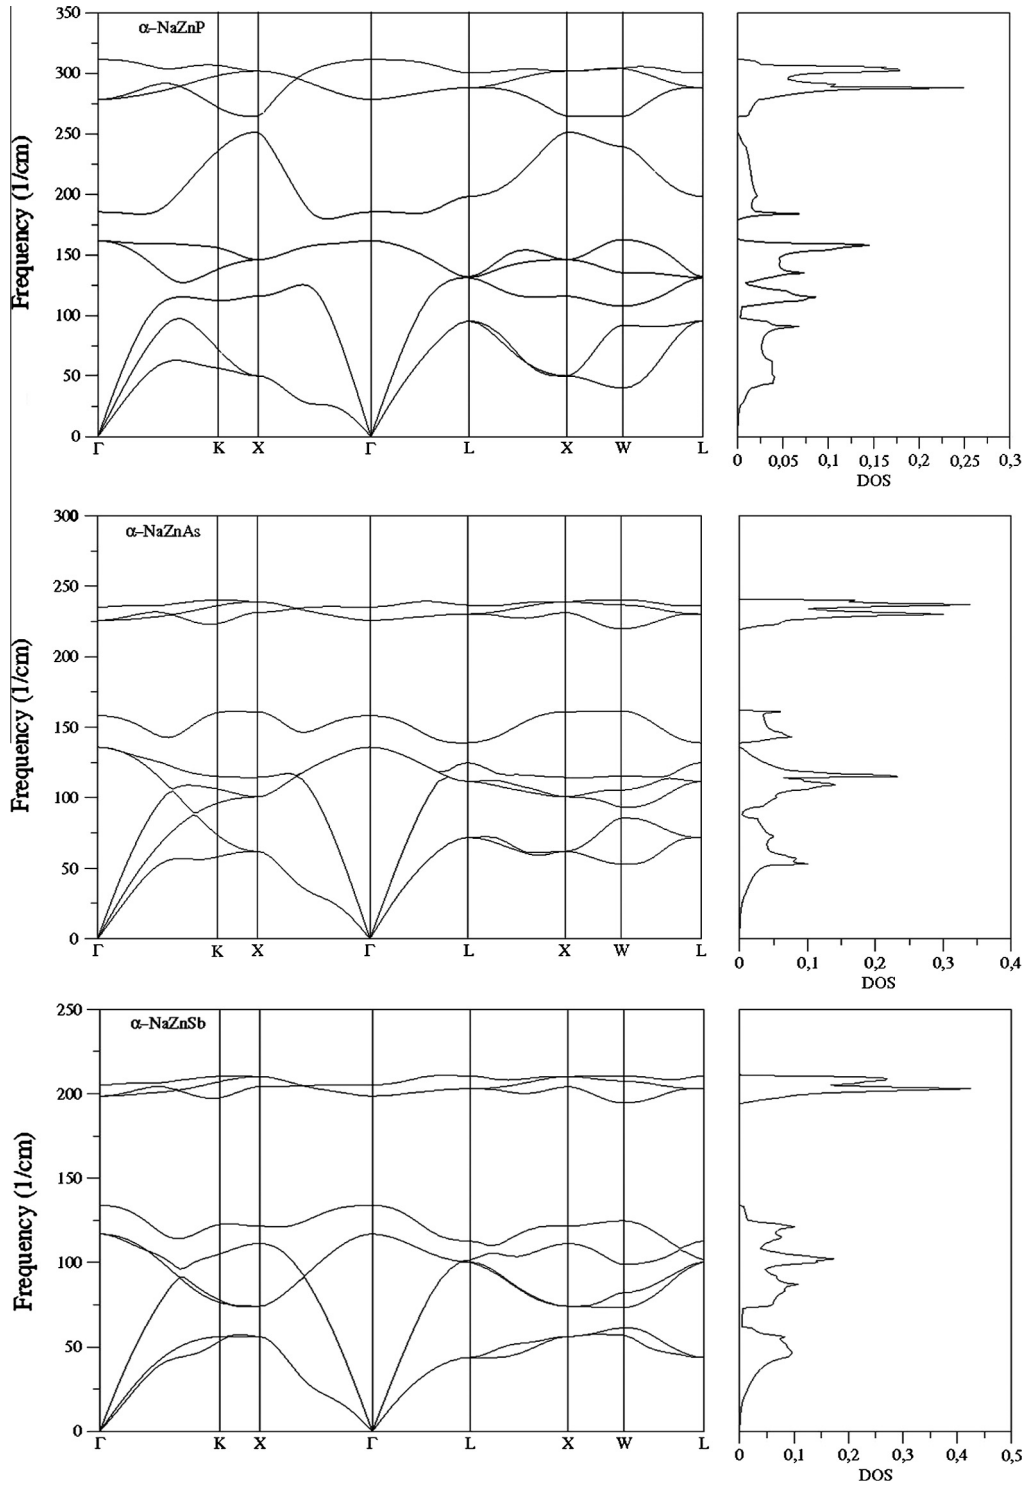 α–NaZnP
Frequency (1/cm)
350
300
250
200
150
100
50
0
Γ K X Γ L X W L
0 0,05 0,1 0,15 0,2 0,25 0,3
DOS
α–NaZnAs
Frequency (1/cm)
300
250
200
150
100
50
0
Γ K X Γ L X W L
0 0,1 0,2 0,3 0,4
DOS
α–NaZnSb
Frequency (1/cm)
250
200
150
100
50
0
Γ K X Γ L X W L
0 0,1 0,2 0,3 0,4 0,5
DOS